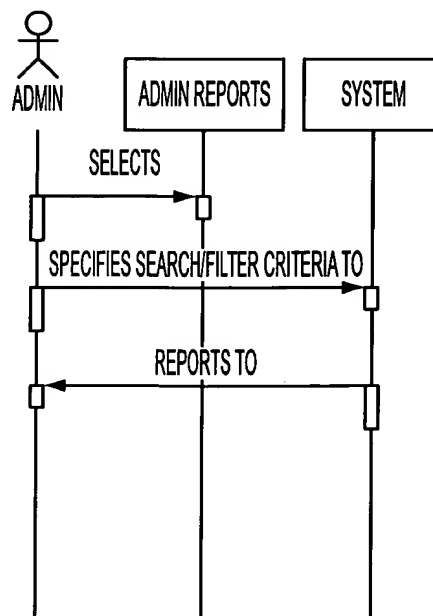 ADMIN
ADMIN REPORTS
SYSTEM
SELECTS
SPECIFIES SEARCH/FILTER CRITERIA TO
REPORTS TO